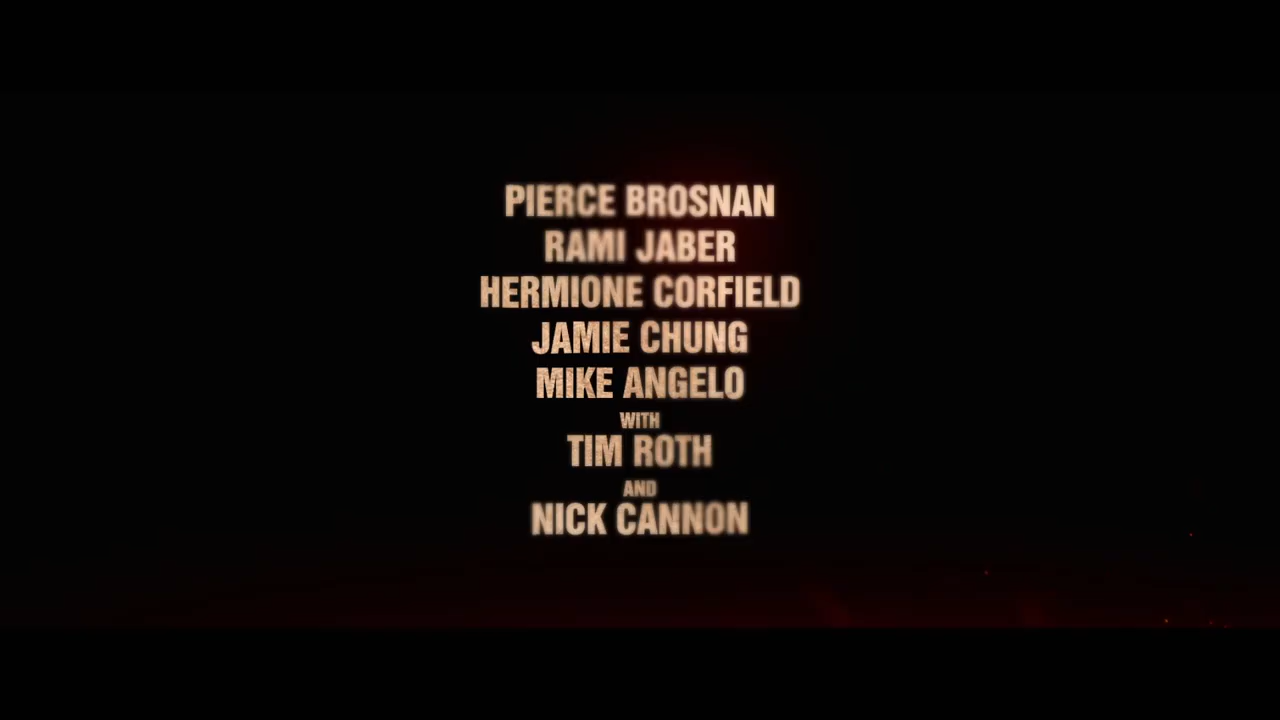 PIERCE BROSNAN
RAMI JABER
HERMIONE CORFIELD
JAMIE CHUNG
MIKE ANGELO
WITH
TIM ROTH
AND
NICK CANNON